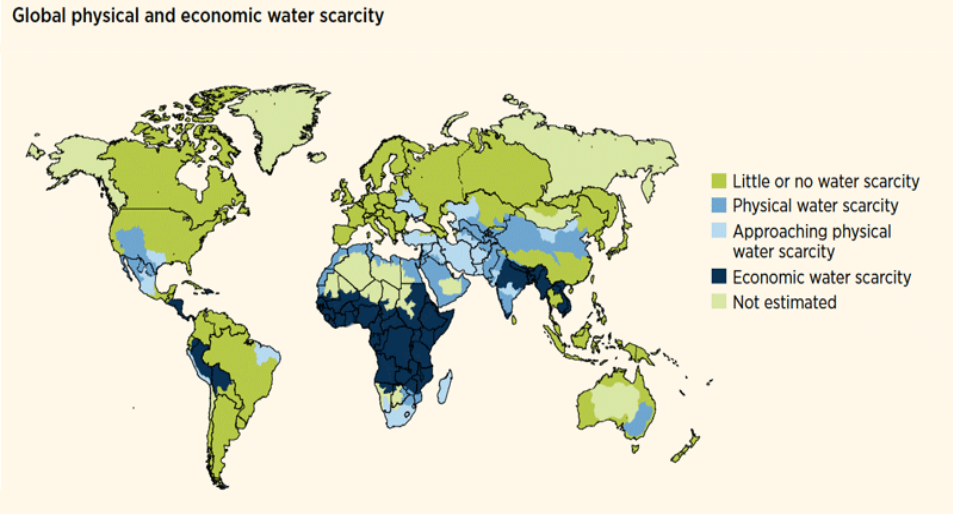 Global physical and economic water scarcity
Little or no water scarcity
Physical water scarcity
Approaching physical
water scarcity
Economic water scarcity
Not estimated